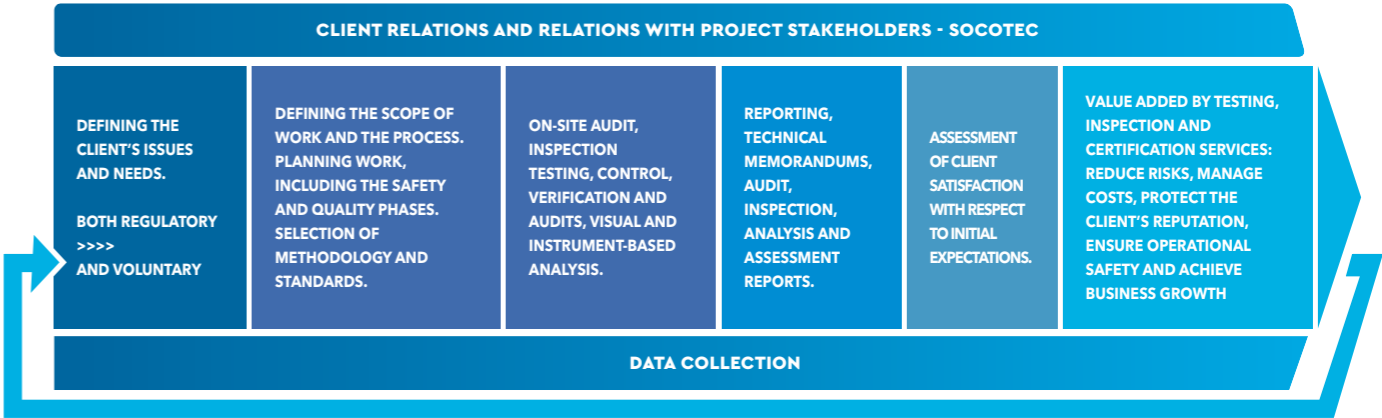 CLIENT RELATIONS AND RELATIONS WITH PROJECT STAKEHOLDERS - SOCOTEC
DEFINING THE
CLIENT'S ISSUES
AND NEEDS.
BOTH REGULATORY
>>>>
AND VOLUNTARY
DEFINING THE SCOPE OF
WORK AND THE PROCESS.
PLANNING WORK,
INCLUDING THE SAFETY
AND QUALITY PHASES.
SELECTION OF
METHODOLOGY AND
STANDARDS.
ON-SITE AUDIT,
INSPECTION
TESTING, CONTROL,
VERIFICATION AND
AUDITS, VISUAL AND
INSTRUMENT-BASED
ANALYSIS.
REPORTING,
TECHNICAL
MEMORANDUMS,
AUDIT,
INSPECTION,
ANALYSIS AND
ASSESSMENT
REPORTS.
ASSESSMENT
OF CLIENT
SATISFACTION
WITH RESPECT
TO INITIAL
EXPECTATIONS.
VALUE ADDED BY TESTING,
INSPECTION AND
CERTIFICATION SERVICES:
REDUCE RISKS, MANAGE
COSTS, PROTECT THE
CLIENT'S REPUTATION,
ENSURE OPERATIONAL
SAFETY AND ACHIEVE
BUSINESS GROWTH
DATA COLLECTION